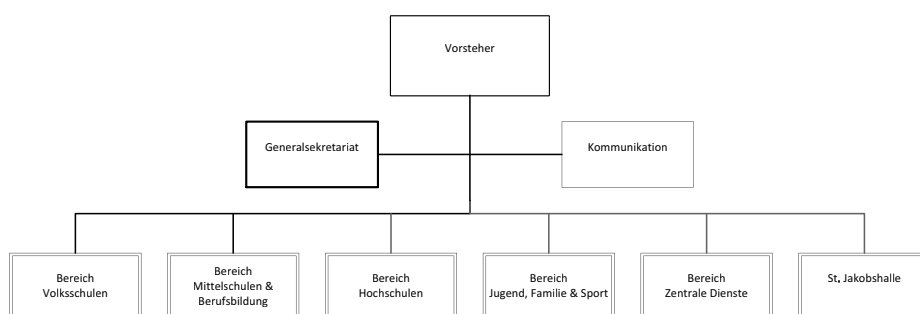 Vorsteher
Generalsekretariat
Kommunikation
Bereich
Volksschulen
Bereich
Mittelschulen &
Berufsbildung
Bereich
Hochschulen
Bereich
Jugend, Familie & Sport
Bereich
Zentrale Dienste
St. Jakobshalle